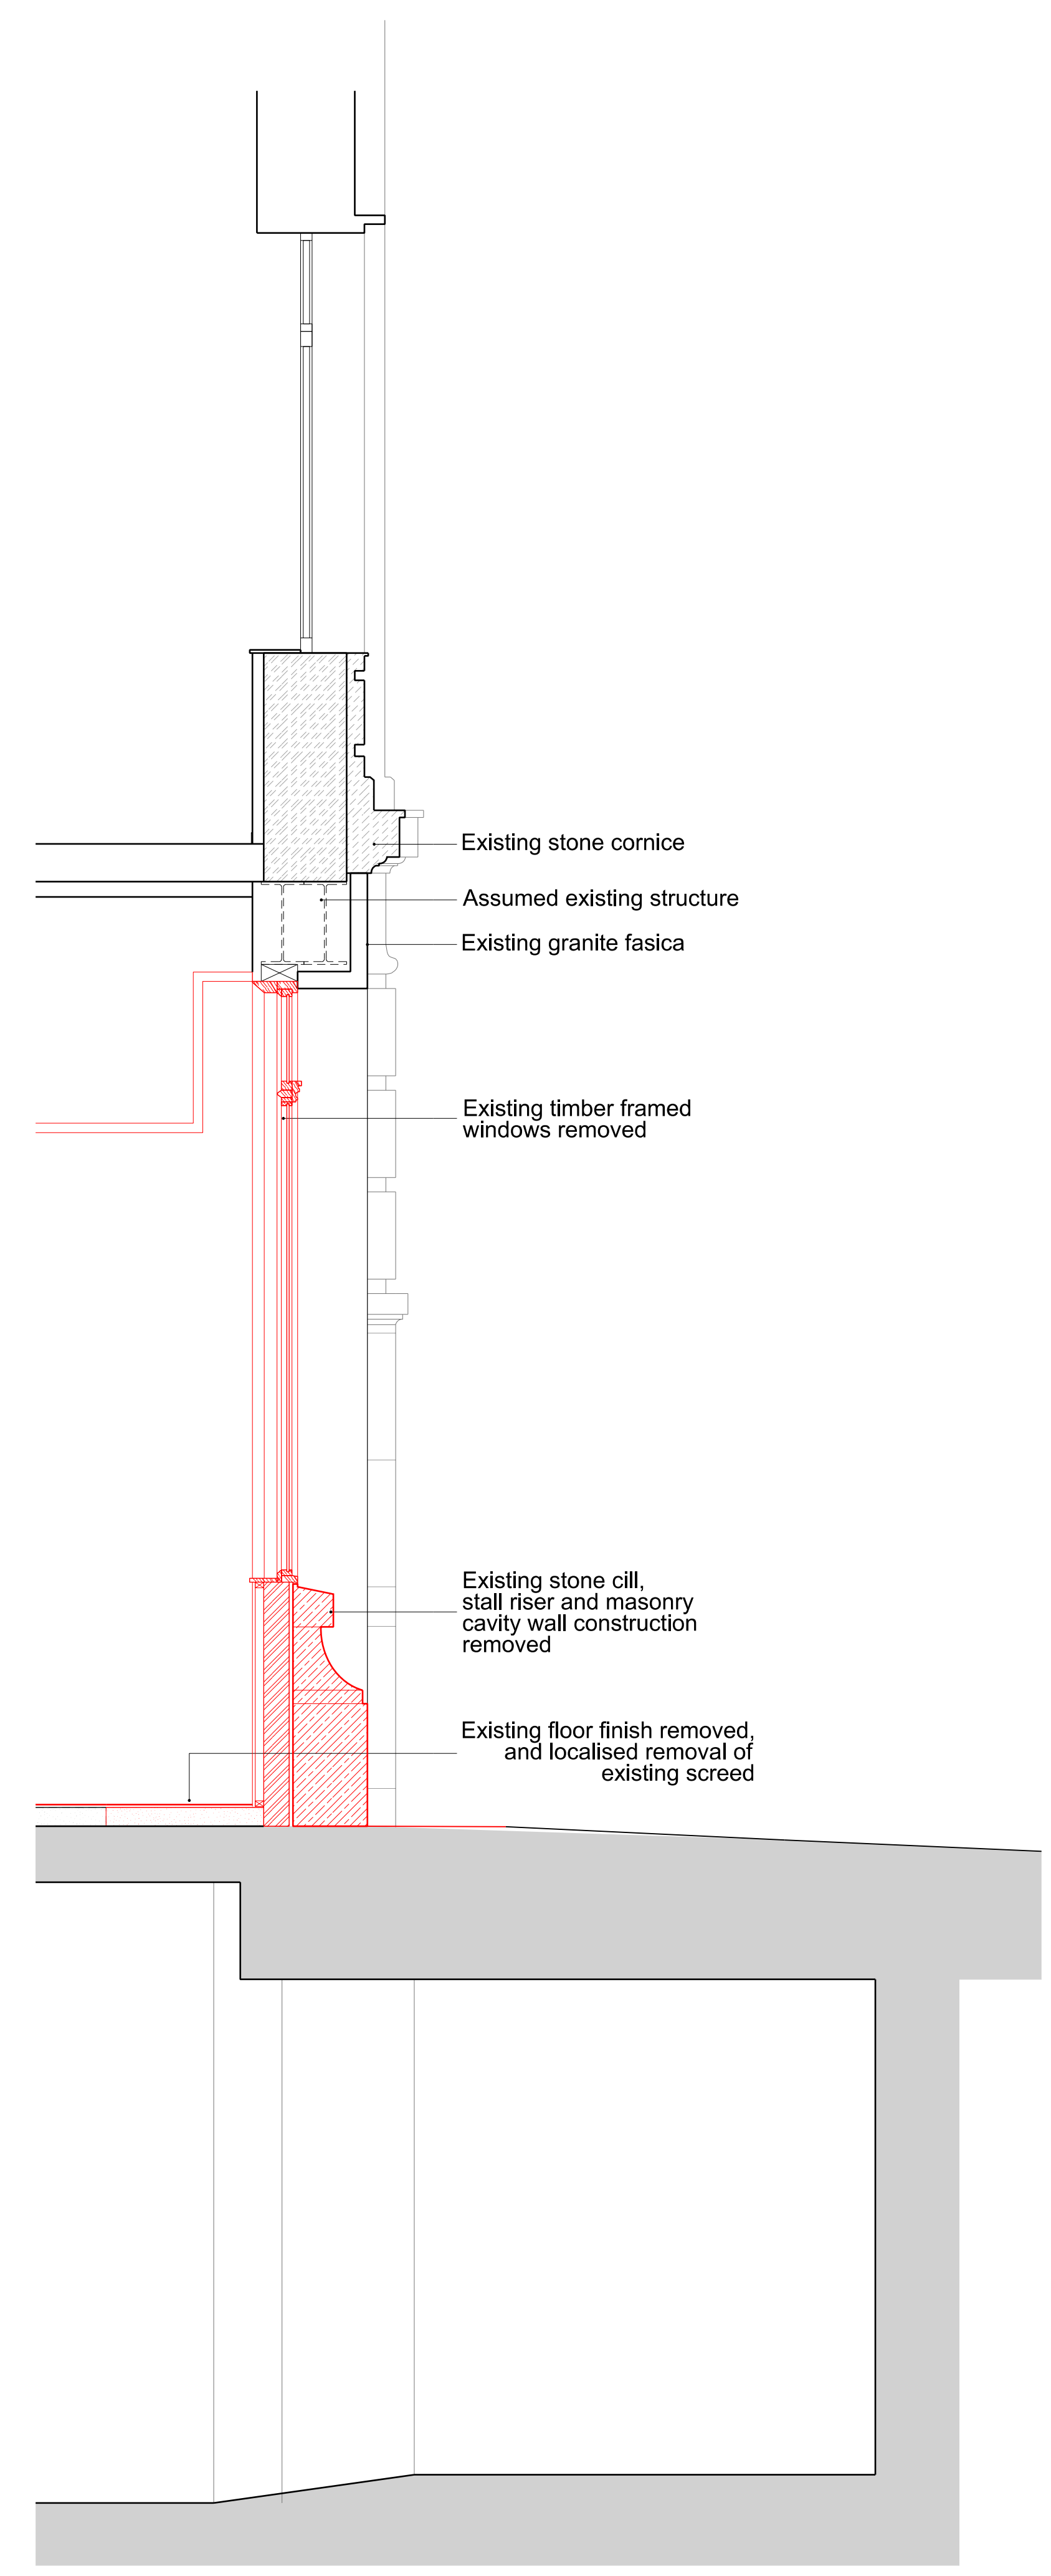 Existing stone cornice
Assumed existing structure
Existing granite fasica
Existing timber framed
windows removed
Existing stone cill,
stall riser and masonry
cavity wall construction
removed
Existing floor finish removed,
and localised removal of
existing screed